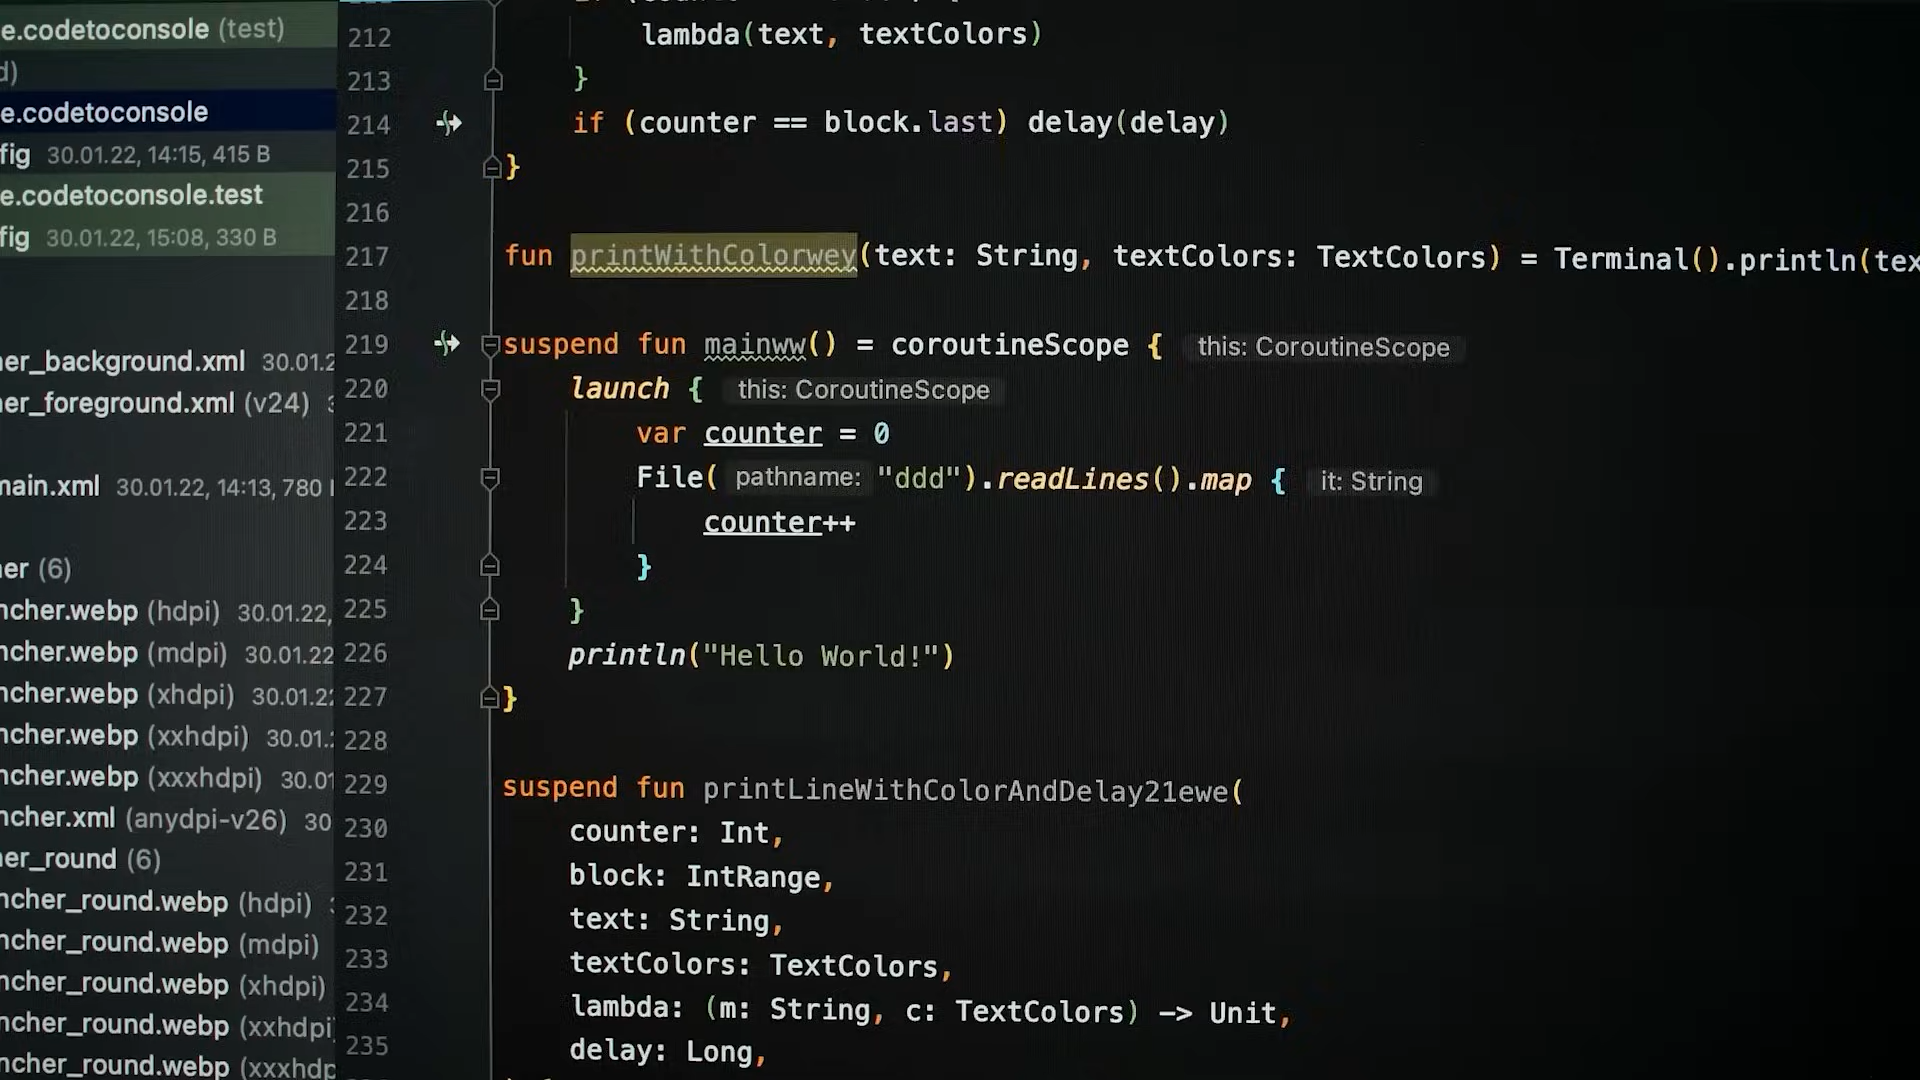 e.codetoconsole (test)
d)
e.codetoconsole
fig 30.01.22, 14:15, 415 B
e.codetoconsole.test
fig 30.01.22, 15:08, 330 B
er_background.xml 30.01.2
er_foreground.xml (v24)
main.xml 30.01.22, 14:13, 780
er (6)
ncher.webp (hdpi) 30.01.22,
ncher.webp (mdpi) 30.01.22
ncher.webp (xhdpi) 30.01.22
ncher.webp (xxhdpi) 30.01.
ncher.webp (xxxhdpi) 30.01
ncher.xml (anydpi-v26) 30
er_round (6)
ncher_round.webp (hdpi)
ncher_round.webp (mdpi)
ncher_round.webp (xhdpi)
ncher_round.webp (xxhdpi
ncher_round.webp (xxxhdp
212 lambda(text, textColors)
213 }
214 if (counter == block.last) delay(delay)
215 }
216
217 fun printWithColorwey(text: String, textColors: TextColors) = Terminal().println(tex
218
219 suspend fun mainww() = coroutineScope { this: CoroutineScope
220 launch { this: CoroutineScope
221 var counter = 0
222 File( pathname: "ddd").readLines().map { it: String
223 counter++
224 }
225 }
226 println("Hello World!")
227 }
228
229 suspend fun printLineWithColorAndDelay21ewe(
230 counter: Int,
231 block: IntRange,
232 text: String,
233 textColors: TextColors,
234 lambda: (m: String, c: TextColors) -> Unit,
235 delay: Long,